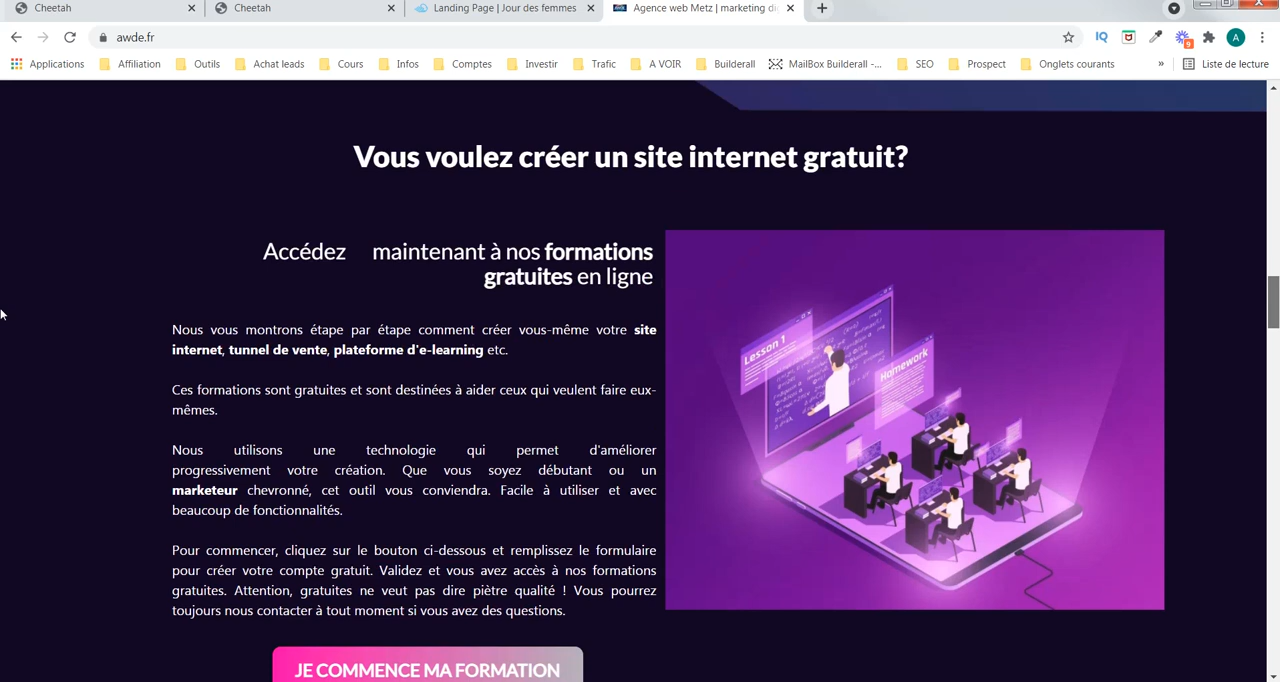 Cheetah
Cheetah
Landing Page | Jour des femmes
Agence web Metz | marketing di
awde.fr
IQ
9
A
Applications
Affiliation
Outils
Achat leads
Cours
Infos
Comptes
Investir
Trafic
A VOIR
Builderall
MailBox Builderall -...
SEO
Prospect
Onglets courants
»
Liste de lecture
Vous voulez créer un site internet gratuit?
Accédez maintenant à nos formations
gratuites en ligne
Nous vous montrons étape par étape comment créer vous-même votre site
internet, tunnel de vente, plateforme d'e-learning etc.
Ces formations sont gratuites et sont destinées à aider ceux qui veulent faire eux-
mêmes.
Nous utilisons une technologie qui permet d'améliorer
progressivement votre création. Que vous soyez débutant ou un
marketeur chevronné, cet outil vous conviendra. Facile à utiliser et avec
beaucoup de fonctionnalités.
Pour commencer, cliquez sur le bouton ci-dessous et remplissez le formulaire
pour créer votre compte gratuit. Validez et vous avez accès à nos formations
gratuites. Attention, gratuites ne veut pas dire piètre qualité ! Vous pourrez
toujours nous contacter à tout moment si vous avez des questions.
JE COMMENCE MA FORMATION
Lesson 1
Homework